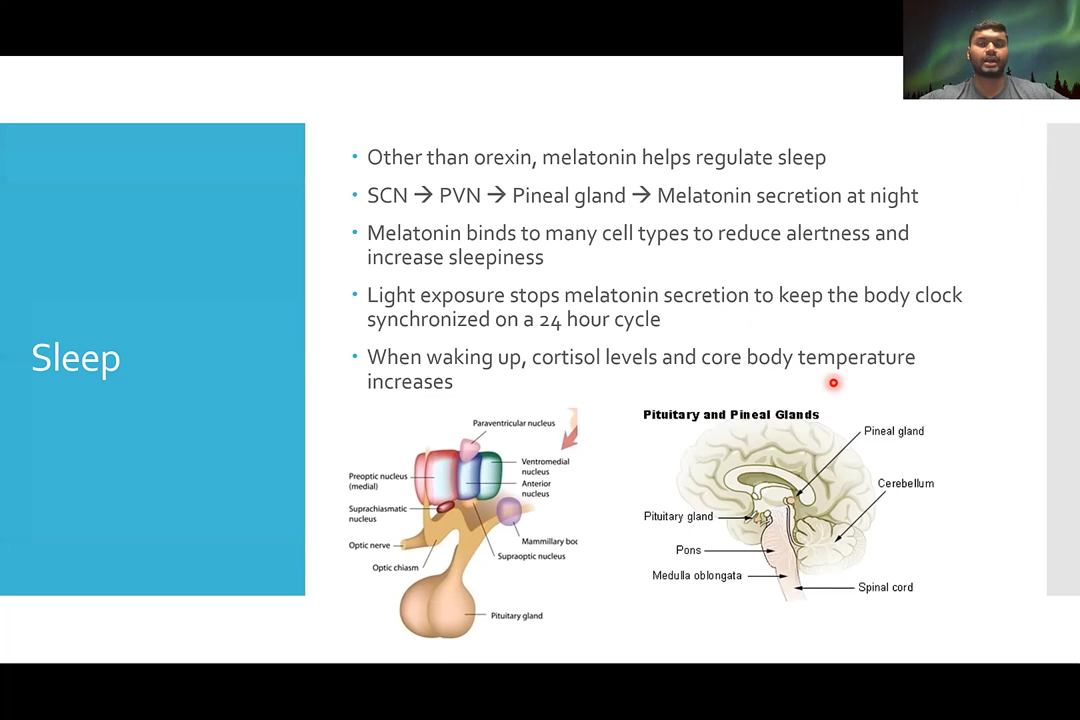 Sleep
• Other than orexin, melatonin helps regulate sleep
• SCN → PVN → Pineal gland → Melatonin secretion at night
• Melatonin binds to many cell types to reduce alertness and
increase sleepiness
• Light exposure stops melatonin secretion to keep the body clock
synchronized on a 24 hour cycle
• When waking up, cortisol levels and core body temperature
increases
Paraventricular nucleus
Ventromedial
nucleus
Anterior
nucleus
Preoptic nucleus
(medial)
Suprachiasmatic
nucleus
Optic nerve
Optic chiasm
Mammillary boc
Supraoptic nucleus
Pituitary gland
Pituitary and Pineal Glands
Pineal gland
Cerebellum
Pituitary gland
Pons
Medulla oblongata
Spinal cord